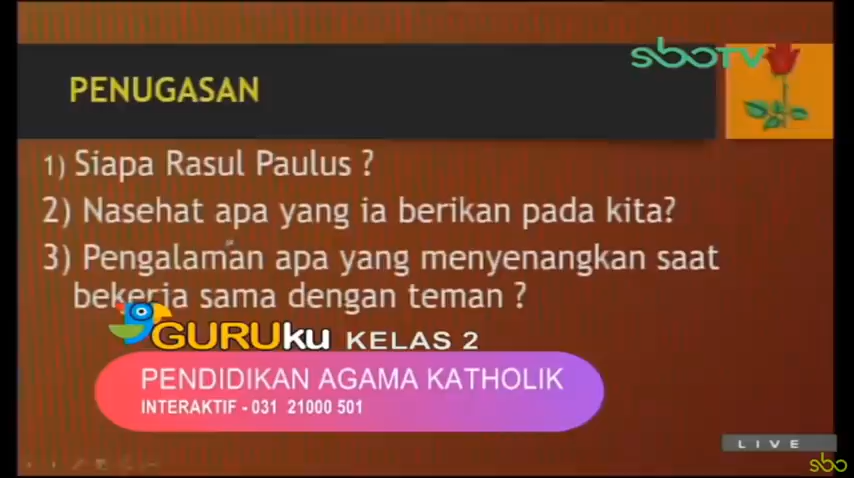 sboTV
PENUGASAN
1) Siapa Rasul Paulus ?
2) Nasehat apa yang ia berikan pada kita?
3) Pengalaman apa yang menyenangkan saat
bekerja sama dengan teman ?
GURUku KELAS 2
PENDIDIKAN AGAMA KATHOLIK
INTERAKTIF - 031 21000 501
LIVE
sbo